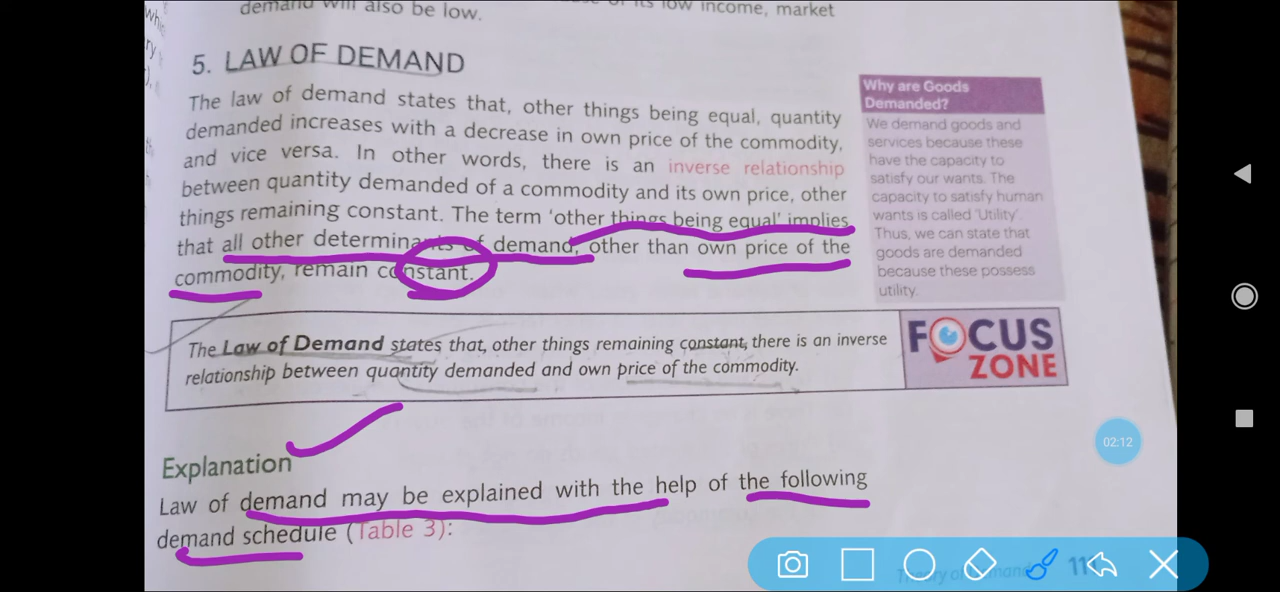 demand will also be low.
its low income, market
5. LAW OF DEMAND
The law of demand states that, other things being equal, quantity
demanded increases with a decrease in own price of the commodity,
and vice versa. In other words, there is an inverse relationship
between quantity demanded of a commodity and its own price, other
things remaining constant. The term 'other things being equal' implies
that all other determinants of demand, other than own price of the
commodity, remain constant.
Why are Goods
Demanded?
We demand goods and
services because these
have the capacity to
satisfy our wants. The
capacity to satisfy human
wants is called 'Utility'.
Thus, we can state that
goods are demanded
because these possess
utility.
The Law of Demand states that, other things remaining constant, there is an inverse
relationship between quantity demanded and own price of the commodity.
FOCUS
ZONE
Explanation
Law of demand may be explained with the help of the following
demand schedule (Table 3):
02:12